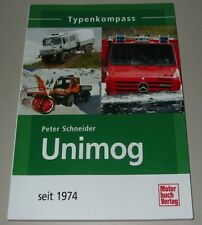 Typenkompass
Peter Schneider
Unimog
seit 1974
Motor
buch
Verlag